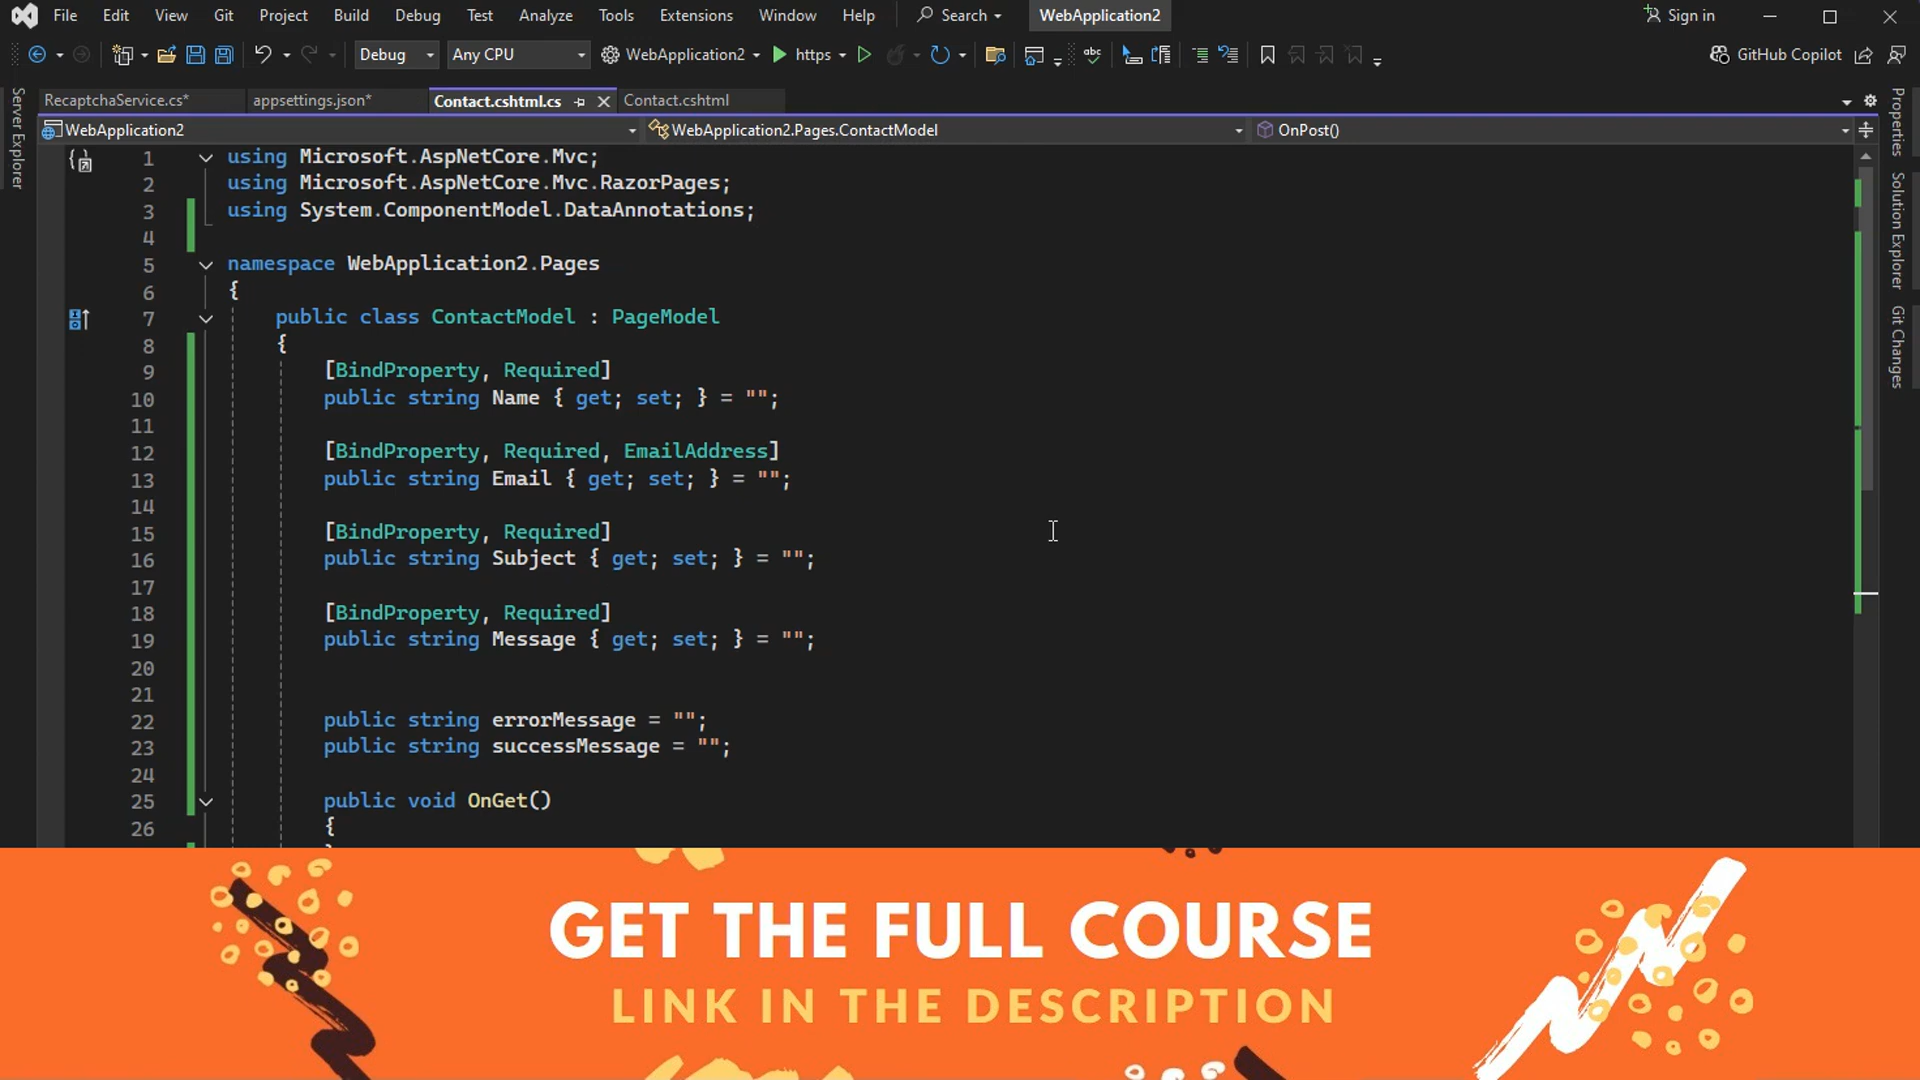 File Edit View Git Project Build Debug Test Analyze Tools Extensions Window Help Search WebApplication2 Sign in
Debug Any CPU WebApplication2 https abc GitHub Copilot
RecaptchaService.cs* appsettings.json* Contact.cshtml.cs Contact.cshtml
WebApplication2 WebApplication2.Pages.ContactModel OnPost()
Server Explorer
Properties
Solution Explorer
Git Changes
1 using Microsoft.AspNetCore.Mvc;
2 using Microsoft.AspNetCore.Mvc.RazorPages;
3 using System.ComponentModel.DataAnnotations;
4
5 namespace WebApplication2.Pages
6 {
7 public class ContactModel : PageModel
8 {
9 [BindProperty, Required]
10 public string Name { get; set; } = "";
11
12 [BindProperty, Required, EmailAddress]
13 public string Email { get; set; } = "";
14
15 [BindProperty, Required]
16 public string Subject { get; set; } = "";
17
18 [BindProperty, Required]
19 public string Message { get; set; } = "";
20
21
22 public string errorMessage = "";
23 public string successMessage = "";
24
25 public void OnGet()
26 {
GET THE FULL COURSE
LINK IN THE DESCRIPTION